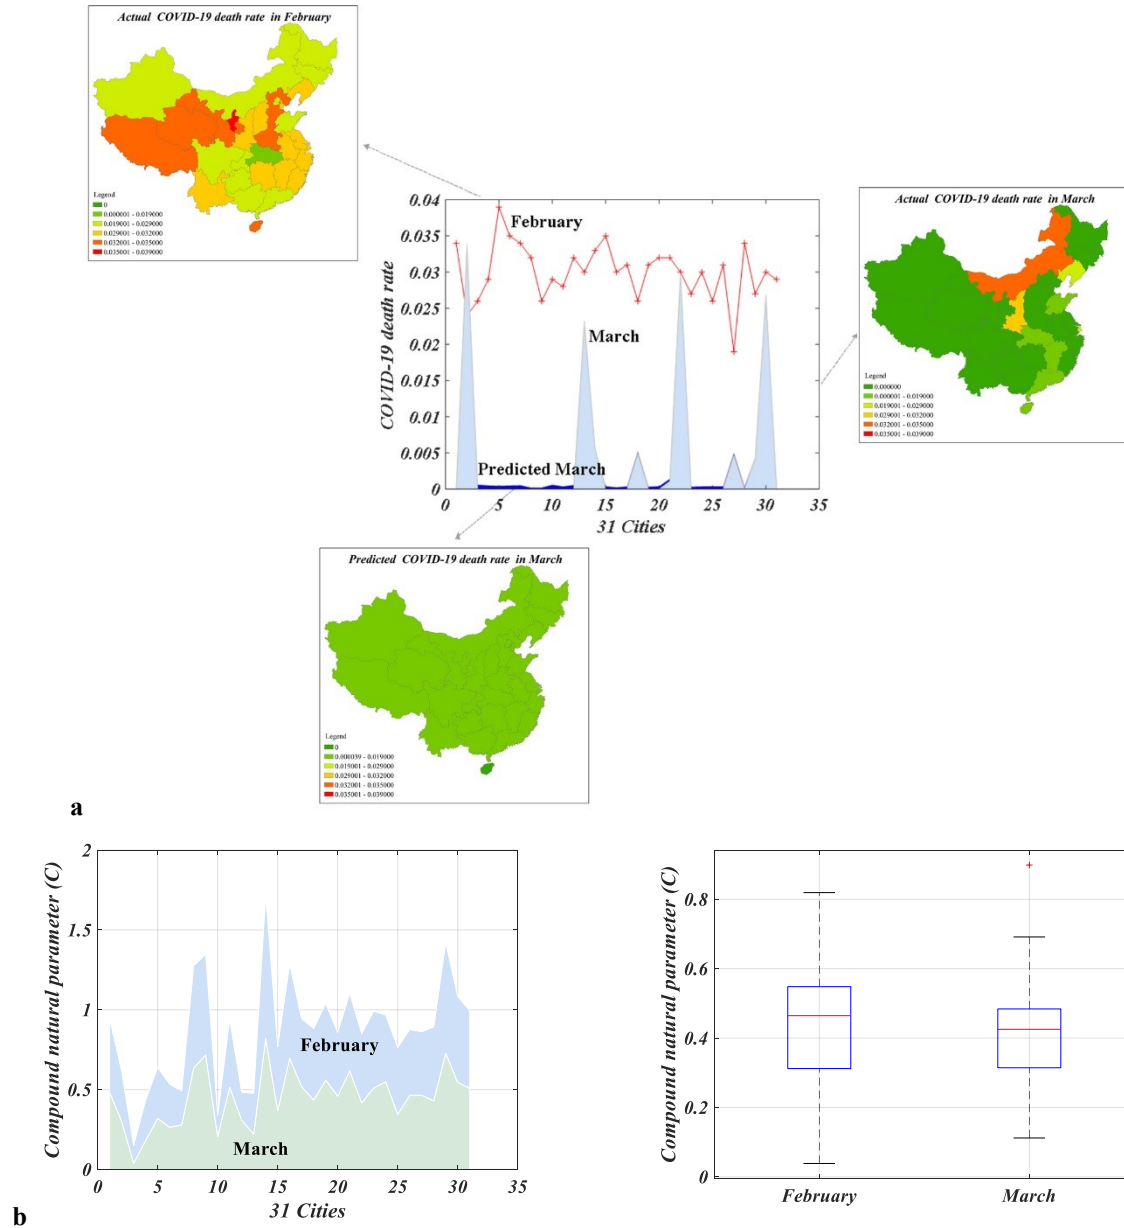 Actual COVID-19 death rate in February
Legend
0
0.000001 - 0.019000
0.019001 - 0.029000
0.029001 - 0.032000
0.032001 - 0.035000
0.035001 - 0.039000
Actual COVID-19 death rate in March
Legend
0.000000
0.000001 - 0.019000
0.019001 - 0.029000
0.029001 - 0.032000
0.032001 - 0.035000
0.035001 - 0.039000
COVID-19 death rate
0.04
0.035
0.03
0.025
0.02
0.015
0.01
0.005
0
February
March
Predicted March
0 5 10 15 20 25 30 35
31 Cities
Predicted COVID-19 death rate in March
Legend
0
0.000039 - 0.019000
0.019001 - 0.029000
0.029001 - 0.032000
0.032001 - 0.035000
0.035001 - 0.039000
a
Compound natural parameter (C)
2
1.5
1
0.5
0
February
March
0 5 10 15 20 25 30 35
31 Cities
Compound natural parameter (C)
0.8
0.6
0.4
0.2
0
February March
b